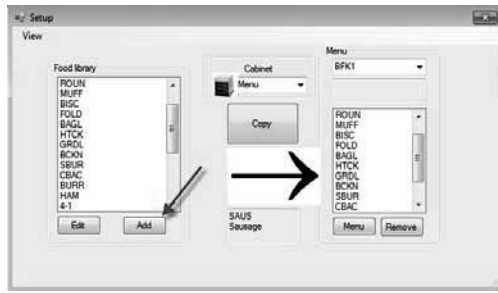 Setup
View
Food library
ROUN
MUFF
BISC
FOLD
BAGL
HTCK
GRDL
BCKN
SBUR
CBAC
BURR
HAM
4-1
Edit
Add
Cabinet
Menu
Copy
SAUS
Sausage
Menu
BFK1
ROUN
MUFF
BISC
FOLD
BAGL
HTCK
GRDL
BCKN
SBUR
CBAC
Menu
Remove